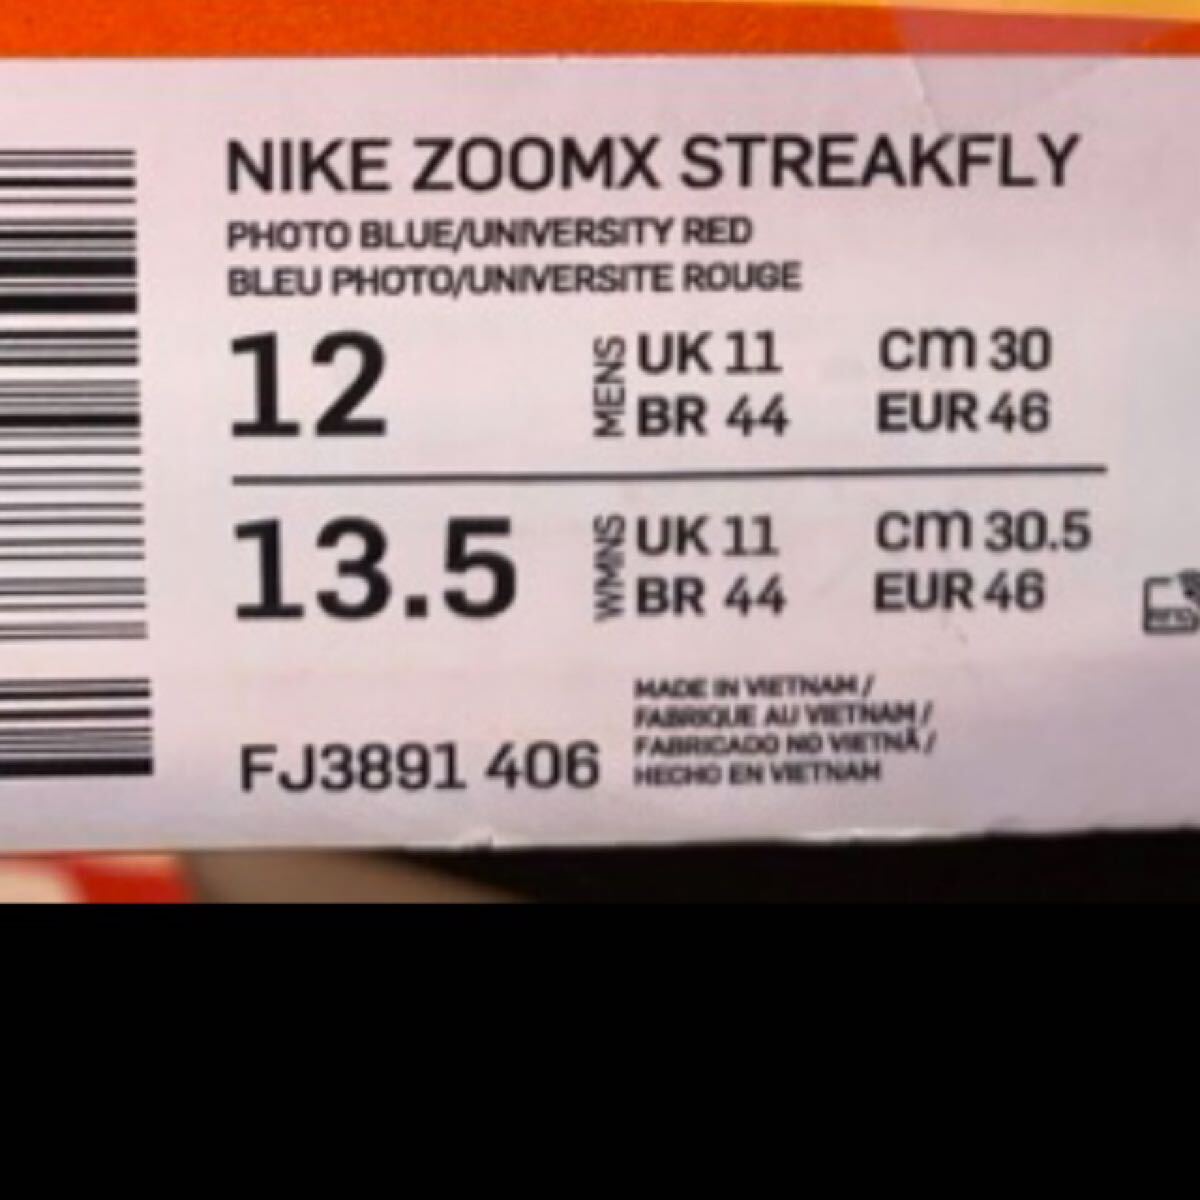 NIKE ZOOMX STREAKFLY
PHOTO BLUE/UNIVERSITY RED
BLEU PHOTO/UNIVERSITE ROUGE
12 MENS UK 11 cm 30
BR 44 EUR 46
13.5 WMNS UK 11 cm 30.5
BR 44 EUR 46
FJ3891 406
MADE IN VIETNAM /
FABRIQUE AU VIETNAM /
FABRICADO NO VIETNÃ /
HECHO EN VIETNAM